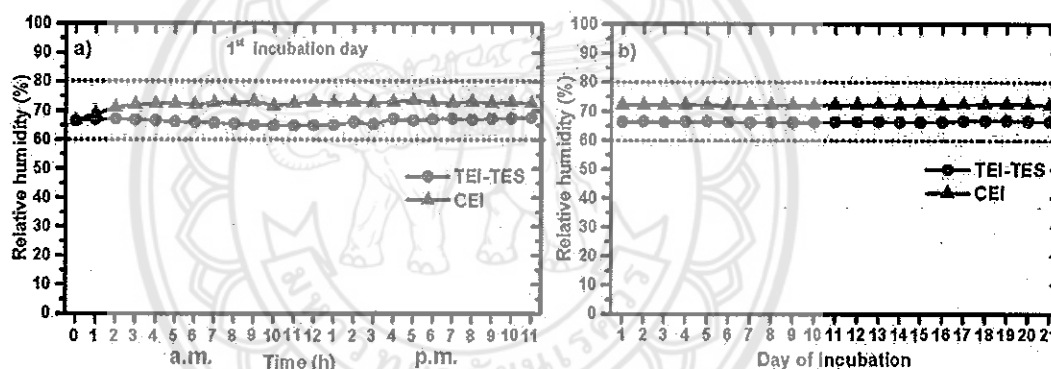 a)
1st incubation day
Relative humidity (%)
100
90
80
70
60
50
40
30
20
10
0
TEI-TES
CEI
0 1 2 3 4 5 6 7 8 9 10 11 12 1 2 3 4 5 6 7 8 9 10 11
a.m. Time (h) p.m.
b)
Relative humidity (%)
100
90
80
70
60
50
40
30
20
10
0
TEI-TES
CEI
1 2 3 4 5 6 7 8 9 10 11 12 13 14 15 16 17 18 19 20 21
Day of Incubation